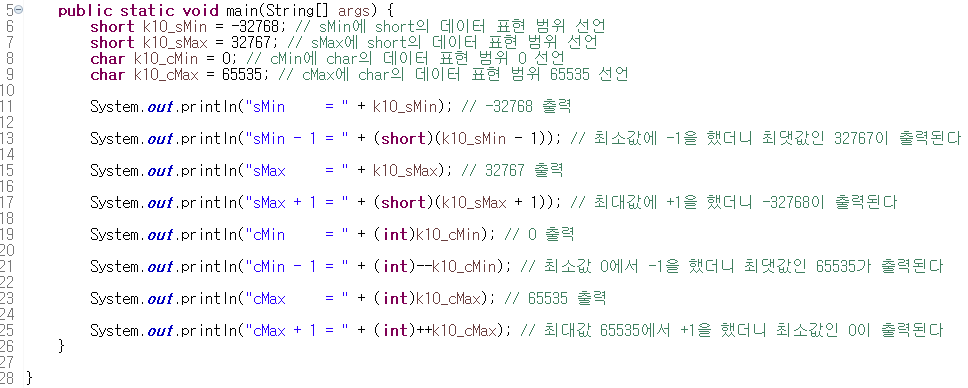 5 public static void main(String[] args) {
6 short k10_sMin = -32768; // sMin에 short의 데이터 표현 범위 선언
7 short k10_sMax = 32767; // sMax에 short의 데이터 표현 범위 선언
8 char k10_cMin = 0; // cMin에 char의 데이터 표현 범위 0 선언
9 char k10_cMax = 65535; // cMax에 char의 데이터 표현 범위 65535 선언
10
11 System.out.println("sMin     = " + k10_sMin); // -32768 출력
12
13 System.out.println("sMin - 1 = " + (short)(k10_sMin - 1)); // 최소값에 -1을 했더니 최댓값인 32767이 출력된다
14
15 System.out.println("sMax     = " + k10_sMax); // 32767 출력
16
17 System.out.println("sMax + 1 = " + (short)(k10_sMax + 1)); // 최대값에 +1을 했더니 -32768이 출력된다
18
19 System.out.println("cMin     = " + (int)k10_cMin); // 0 출력
20
21 System.out.println("cMin - 1 = " + (int)--k10_cMin); // 최소값 0에서 -1을 했더니 최댓값인 65535가 출력된다
22
23 System.out.println("cMax     = " + (int)k10_cMax); // 65535 출력
24
25 System.out.println("cMax + 1 = " + (int)++k10_cMax); // 최대값 65535에서 +1을 했더니 최소값인 0이 출력된다
26 }
27
28 }